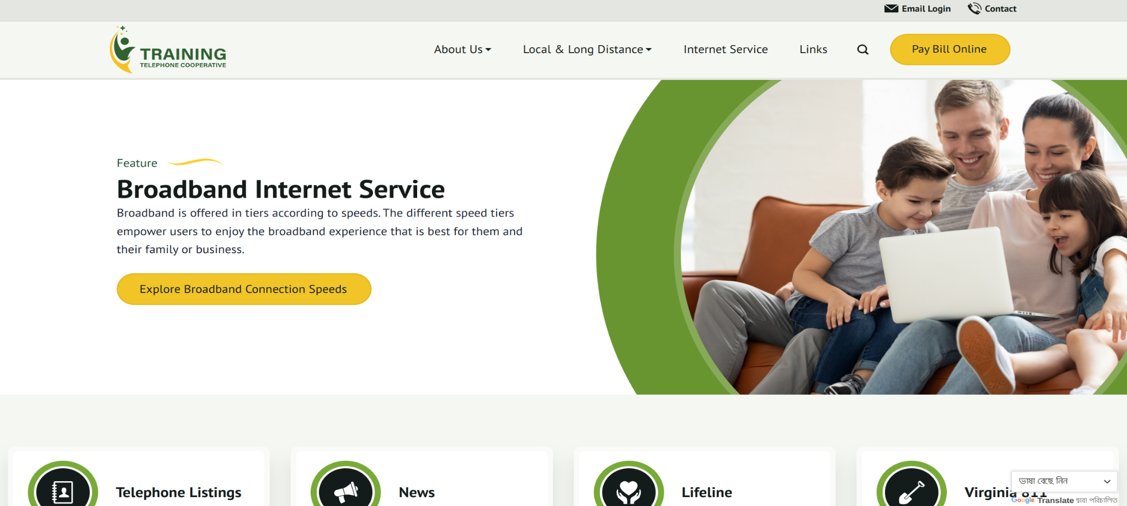 Email Login
Contact
TRAINING
TELEPHONE COOPERATIVE
About Us
Local & Long Distance
Internet Service
Links
Pay Bill Online
Feature
Broadband Internet Service
Broadband is offered in tiers according to speeds. The different speed tiers
empower users to enjoy the broadband experience that is best for them and
their family or business.
Explore Broadband Connection Speeds
Telephone Listings
News
Lifeline
Virginia 811
ভাষা বেছে নিন
Google Translate দ্বারা পরিচালিত